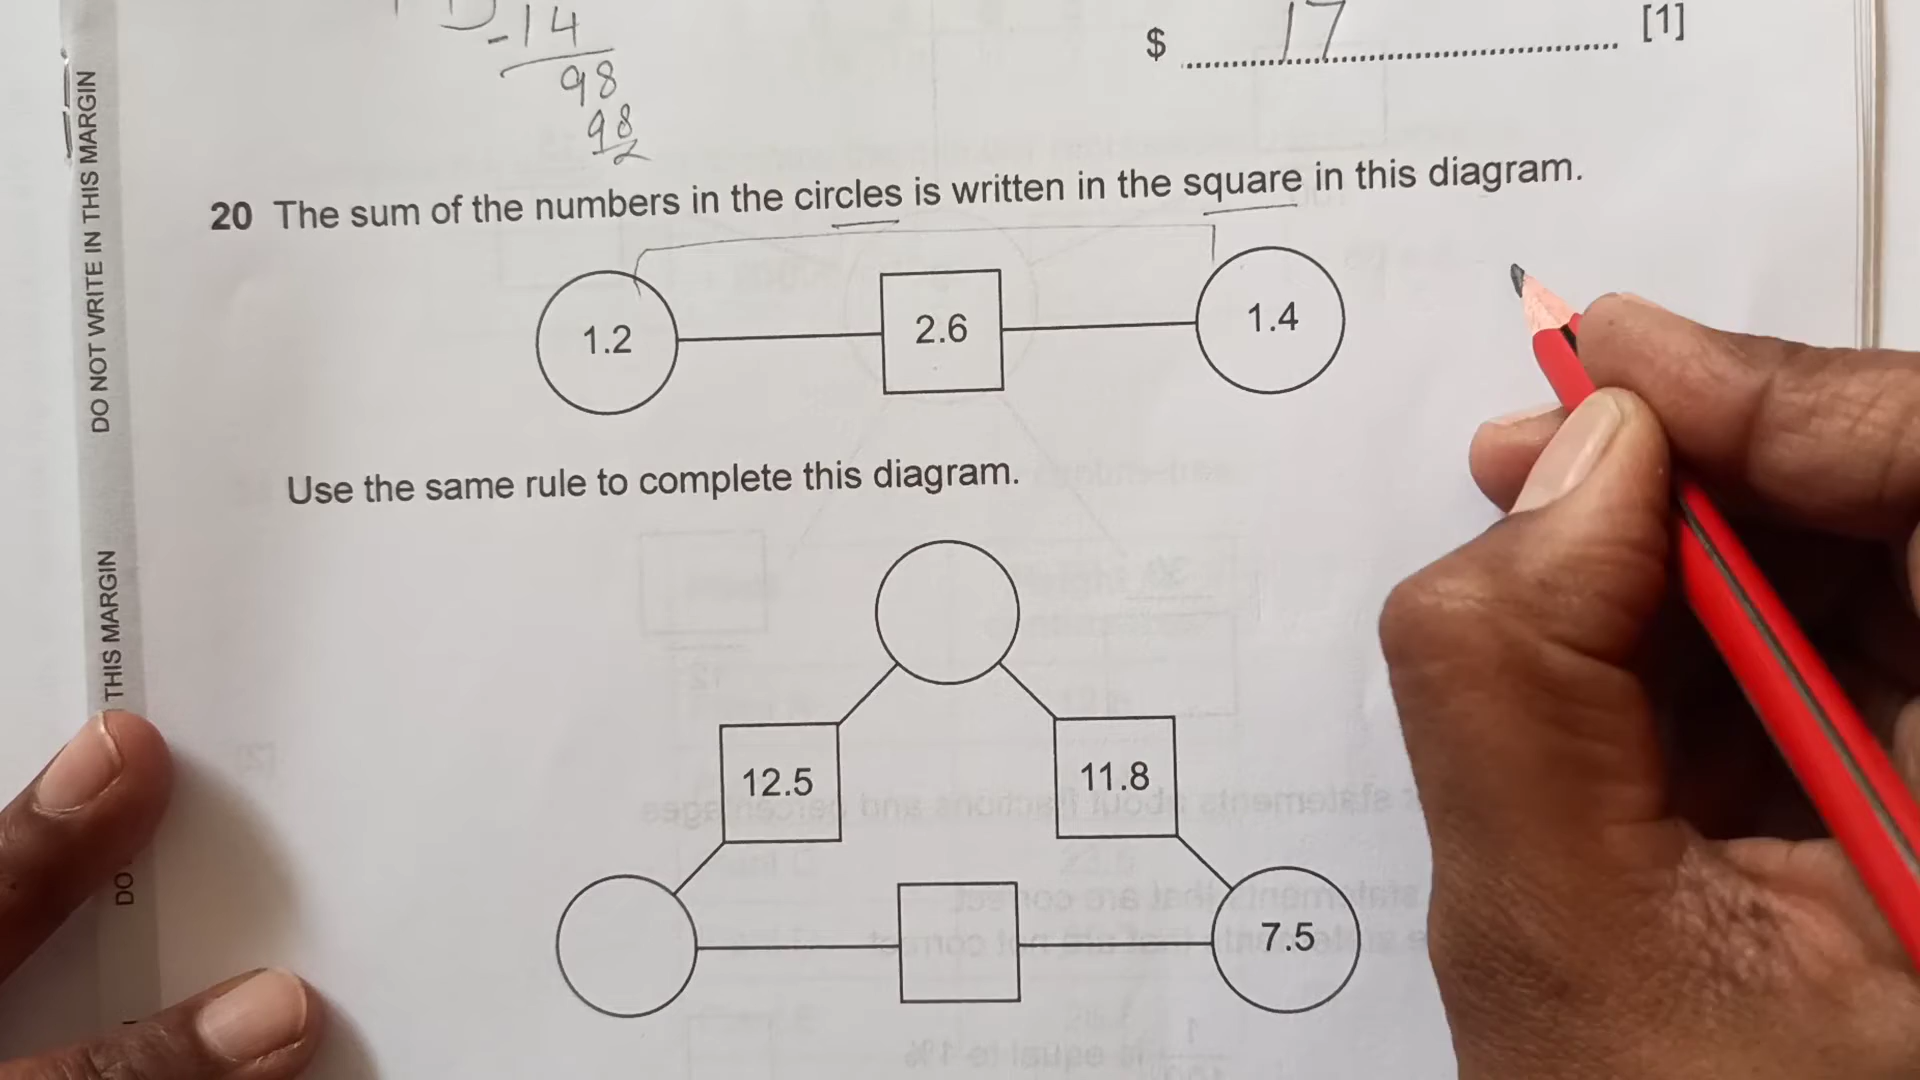 -14
98
98
2
$ 17 [1]
DO NOT WRITE IN THIS MARGIN
20 The sum of the numbers in the circles is written in the square in this diagram.
1.2 2.6 1.4
Use the same rule to complete this diagram.
THIS MARGIN
12.5 11.8
DO
7.5